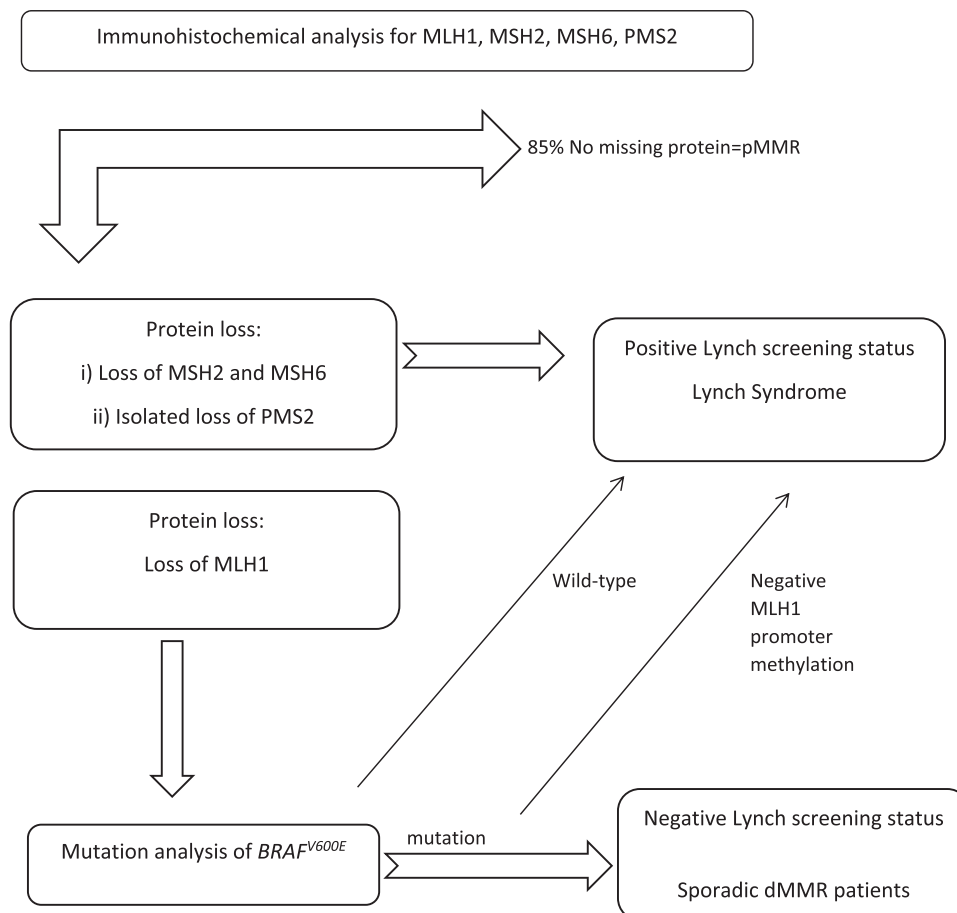 Immunohistochemical analysis for MLH1, MSH2, MSH6, PMS2
85% No missing protein=pMMR
Protein loss:
i) Loss of MSH2 and MSH6
ii) Isolated loss of PMS2
Positive Lynch screening status
Lynch Syndrome
Protein loss:
Loss of MLH1
Wild-type
Negative
MLH1
promoter
methylation
Mutation analysis of BRAF^V600E
mutation
Negative Lynch screening status
Sporadic dMMR patients